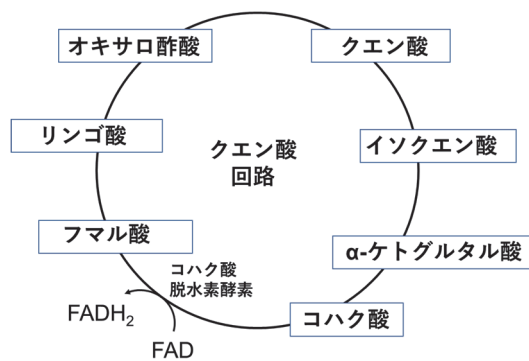 オキサロ酢酸
クエン酸
リンゴ酸
クエン酸
回路
イソクエン酸
フマル酸
α-ケトグルタル酸
コハク酸
脱水素酵素
コハク酸
FADH₂
FAD